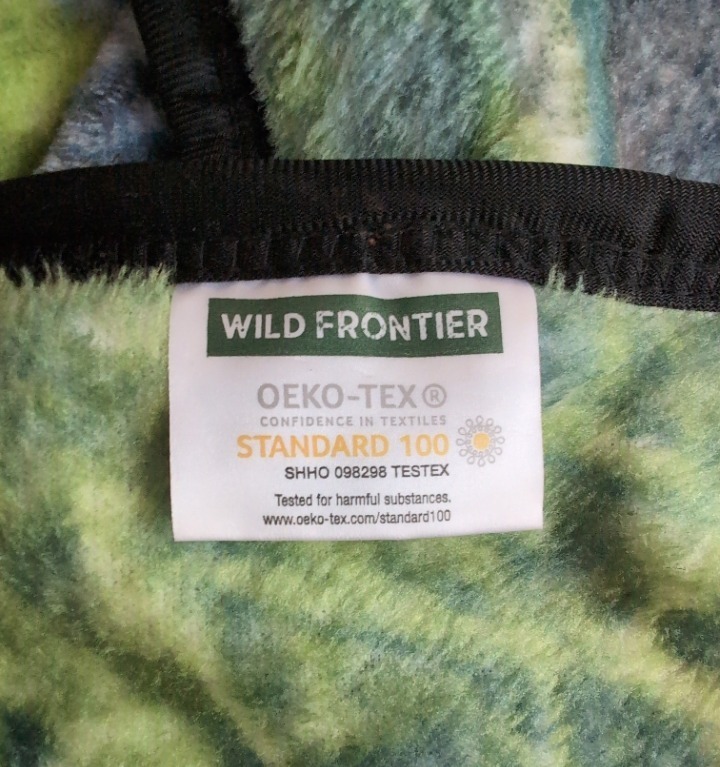 WILD FRONTIER
OEKO-TEX®
CONFIDENCE IN TEXTILES
STANDARD 100
SHHO 098298 TESTEX
Tested for harmful substances.
www.oeko-tex.com/standard100